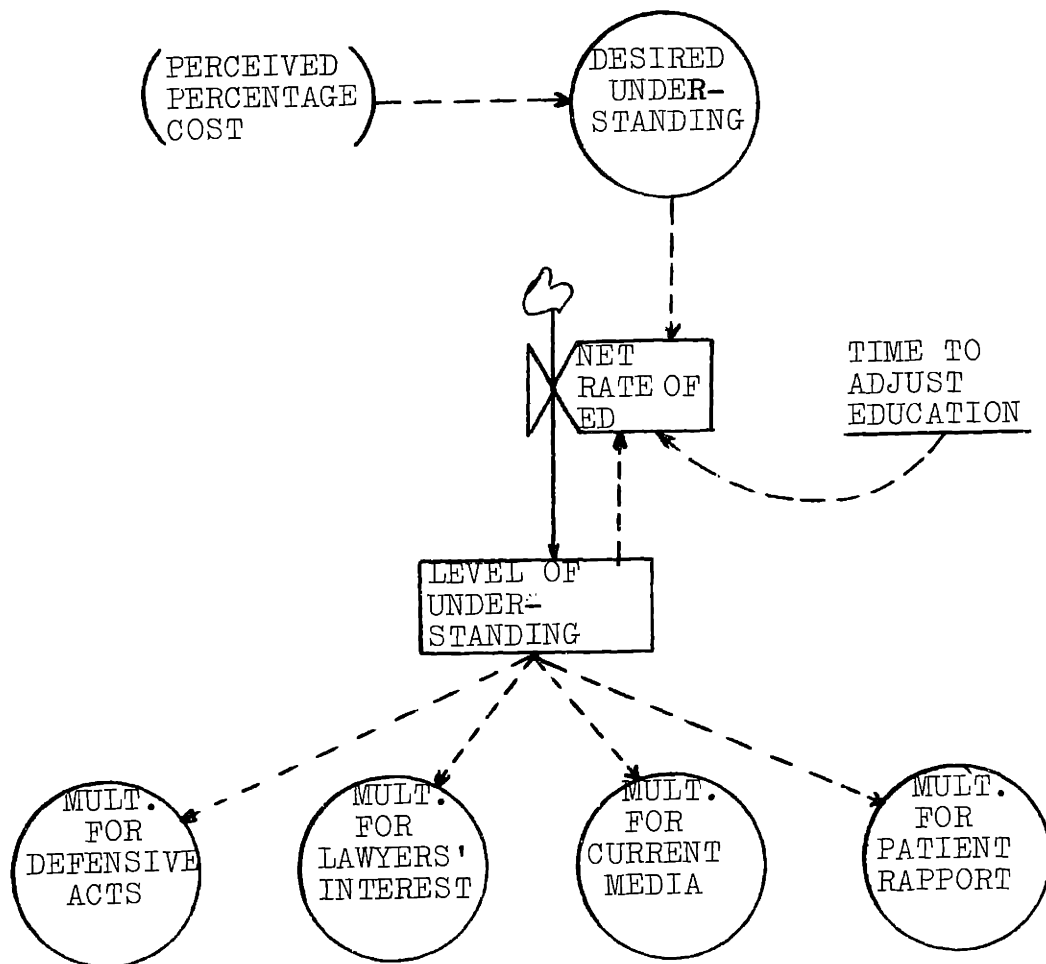 PERCEIVED
PERCENTAGE
COST
DESIRED
UNDER-
STANDING
NET
RATE OF
ED
TIME TO
ADJUST
EDUCATION
LEVEL OF
UNDER-
STANDING
MULT.
FOR
DEFENSIVE
ACTS
MULT.
FOR
LAWYERS'
INTEREST
MULT.
FOR
CURRENT
MEDIA
MULT.
FOR
PATIENT
RAPPORT